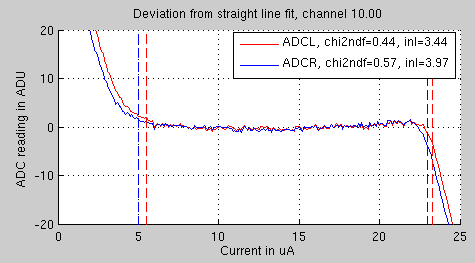 Deviation from straight line fit, channel 10.00
ADCL, chi2ndf=0.44, inl=3.44
ADCR, chi2ndf=0.57, inl=3.97
ADC reading in ADU
20
10
0
-10
-20
0 5 10 15 20 25
Current in uA